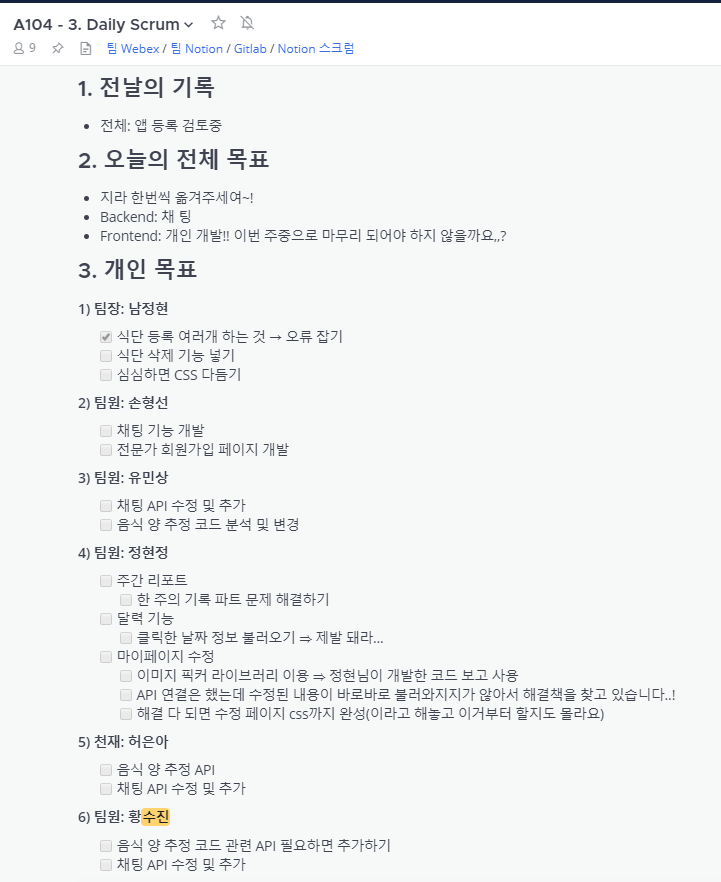 A104 - 3. Daily Scrum
9 팀 Webex / 팀 Notion / Gitlab / Notion 스크럼
1. 전날의 기록
• 전체: 앱 등록 검토중
2. 오늘의 전체 목표
• 지라 한번씩 옮겨주세여~!
• Backend: 채 팅
• Frontend: 개인 개발!! 이번 주중으로 마무리 되어야 하지 않을까요,,?
3. 개인 목표
1) 팀장: 남정현
식단 등록 여러개 하는 것 → 오류 잡기
식단 삭제 기능 넣기
심심하면 CSS 다듬기
2) 팀원: 손형선
채팅 기능 개발
전문가 회원가입 페이지 개발
3) 팀원: 유민상
채팅 API 수정 및 추가
음식 양 추정 코드 분석 및 변경
4) 팀원: 정현정
주간 리포트
한 주의 기록 파트 문제 해결하기
달력 기능
클릭한 날짜 정보 불러오기 ⇒ 제발 돼라...
마이페이지 수정
이미지 픽커 라이브러리 이용 ⇒ 정현님이 개발한 코드 보고 사용
API 연결은 했는데 수정된 내용이 바로바로 불러와지지가 않아서 해결책을 찾고 있습니다..!
해결 다 되면 수정 페이지 css까지 완성(이라고 해놓고 이거부터 할지도 몰라요)
5) 천재: 허은아
음식 양 추정 API
채팅 API 수정 및 추가
6) 팀원: 황수진
음식 양 추정 코드 관련 API 필요하면 추가하기
채팅 API 수정 및 추가